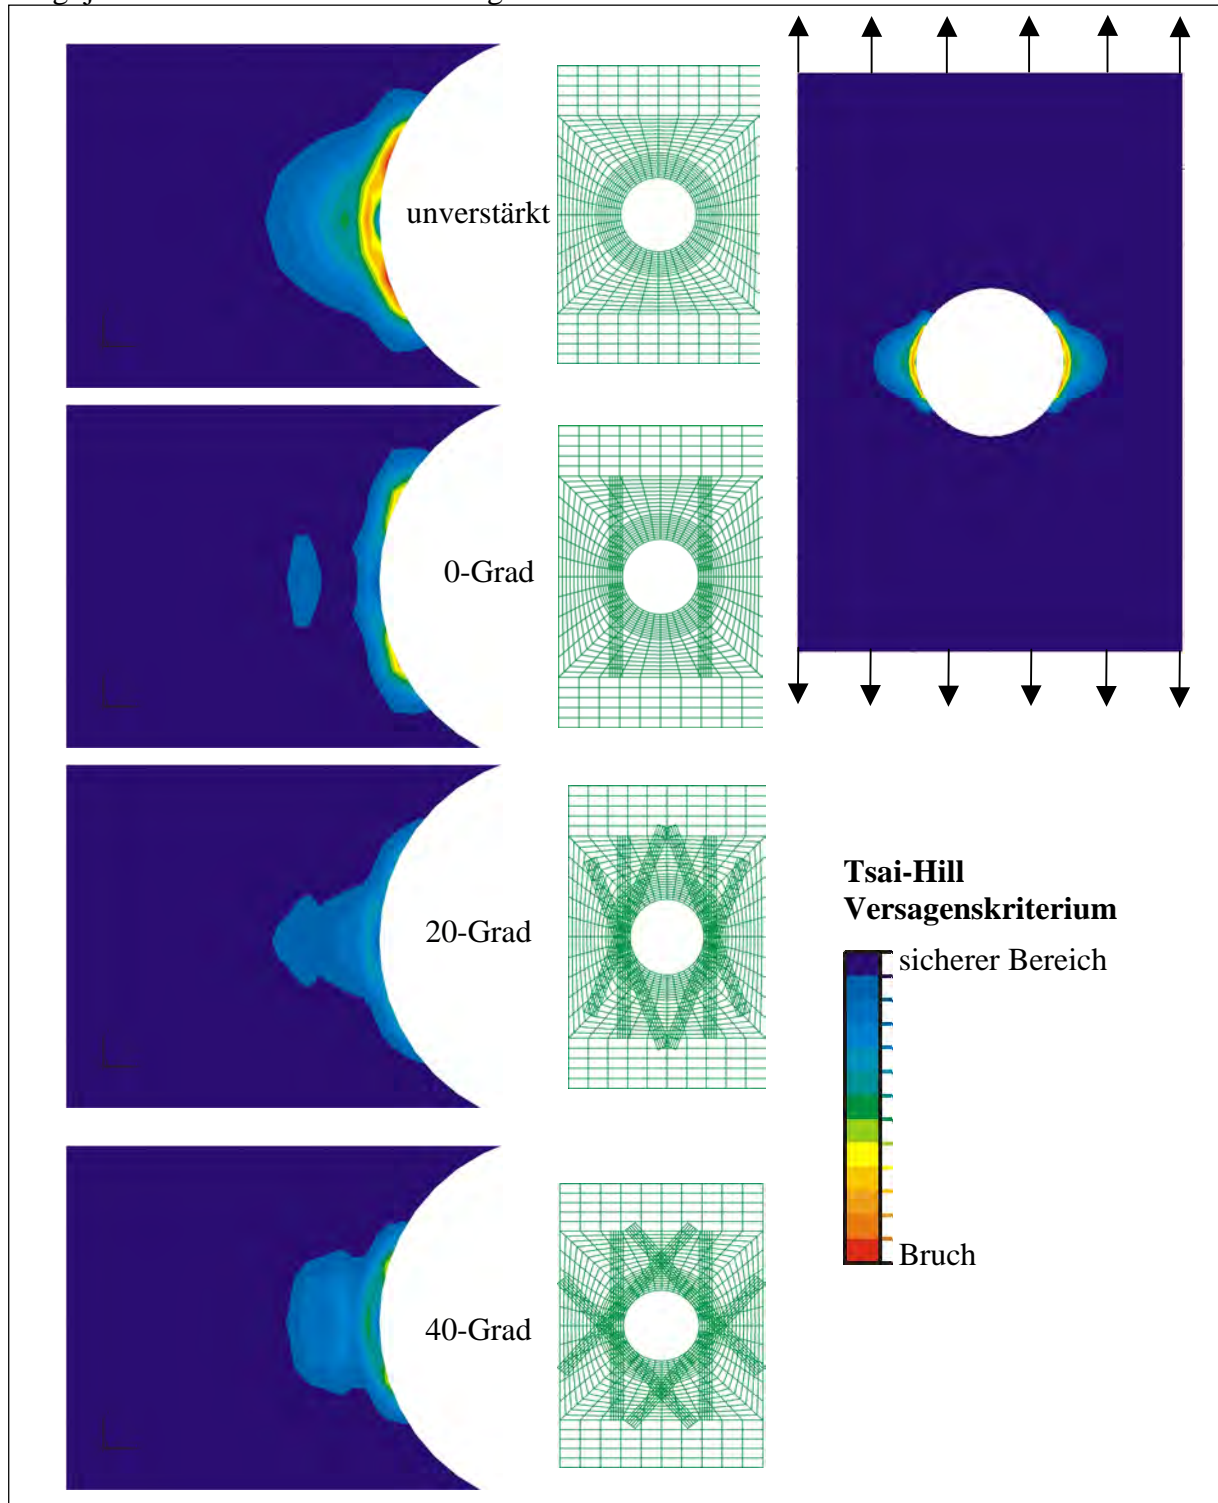 unverstärkt
0-Grad
20-Grad
40-Grad
Tsai-Hill
Versagenskriterium
sicherer Bereich
Bruch